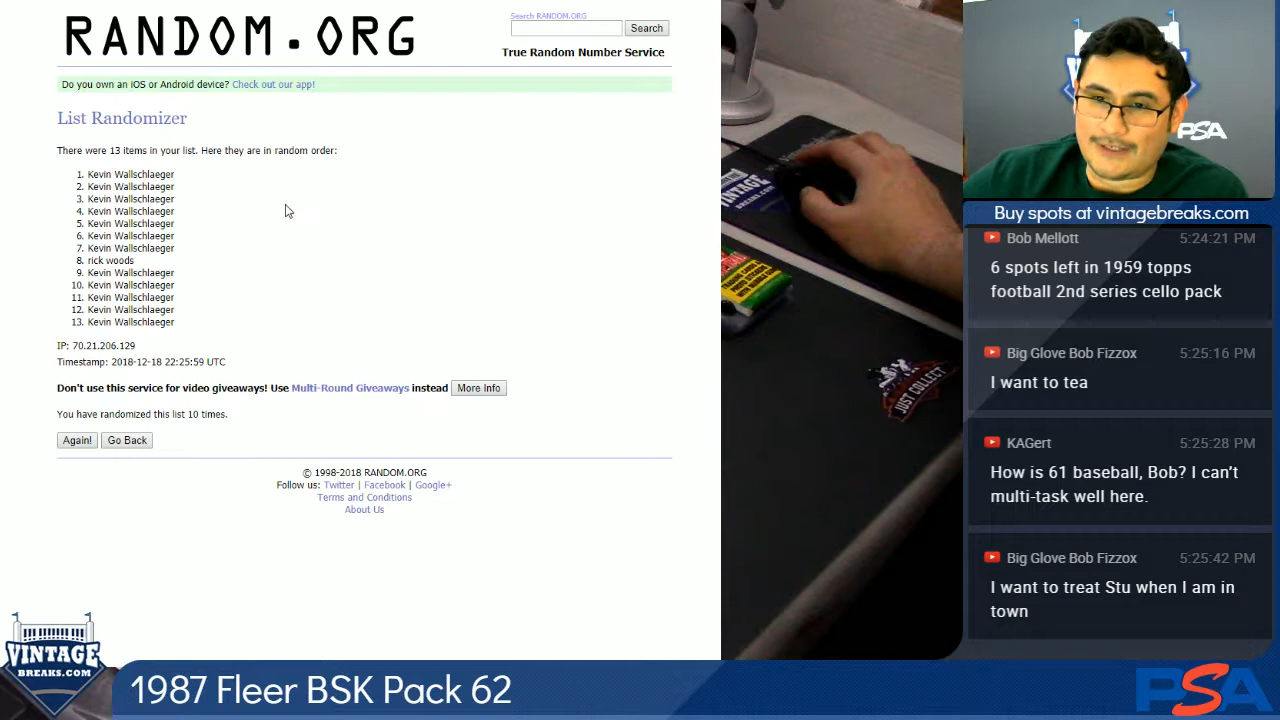 RANDOM.ORG
Search RANDOM.ORG
Search
True Random Number Service
Do you own an iOS or Android device? Check out our app!
List Randomizer
There were 13 items in your list. Here they are in random order:
1. Kevin Wallschlaeger
2. Kevin Wallschlaeger
3. Kevin Wallschlaeger
4. Kevin Wallschlaeger
5. Kevin Wallschlaeger
6. Kevin Wallschlaeger
7. Kevin Wallschlaeger
8. rick woods
9. Kevin Wallschlaeger
10. Kevin Wallschlaeger
11. Kevin Wallschlaeger
12. Kevin Wallschlaeger
13. Kevin Wallschlaeger
IP: 70.21.206.129
Timestamp: 2018-12-18 22:25:59 UTC
Don't use this service for video giveaways! Use Multi-Round Giveaways instead
More Info
You have randomized this list 10 times.
Again! Go Back
© 1998-2018 RANDOM.ORG
Follow us: Twitter | Facebook | Google+
Terms and Conditions
About Us
VINTAGE
JUST COLLECT
PSA
Buy spots at vintagebreaks.com
Bob Mellott 5:24:21 PM
6 spots left in 1959 topps
football 2nd series cello pack
Big Glove Bob Fizzox 5:25:16 PM
I want to tea
KAGert 5:25:28 PM
How is 61 baseball, Bob? I can't
multi-task well here.
Big Glove Bob Fizzox 5:25:42 PM
I want to treat Stu when I am in
town
VINTAGE
BREAKS.COM
1987 Fleer BSK Pack 62
PSA